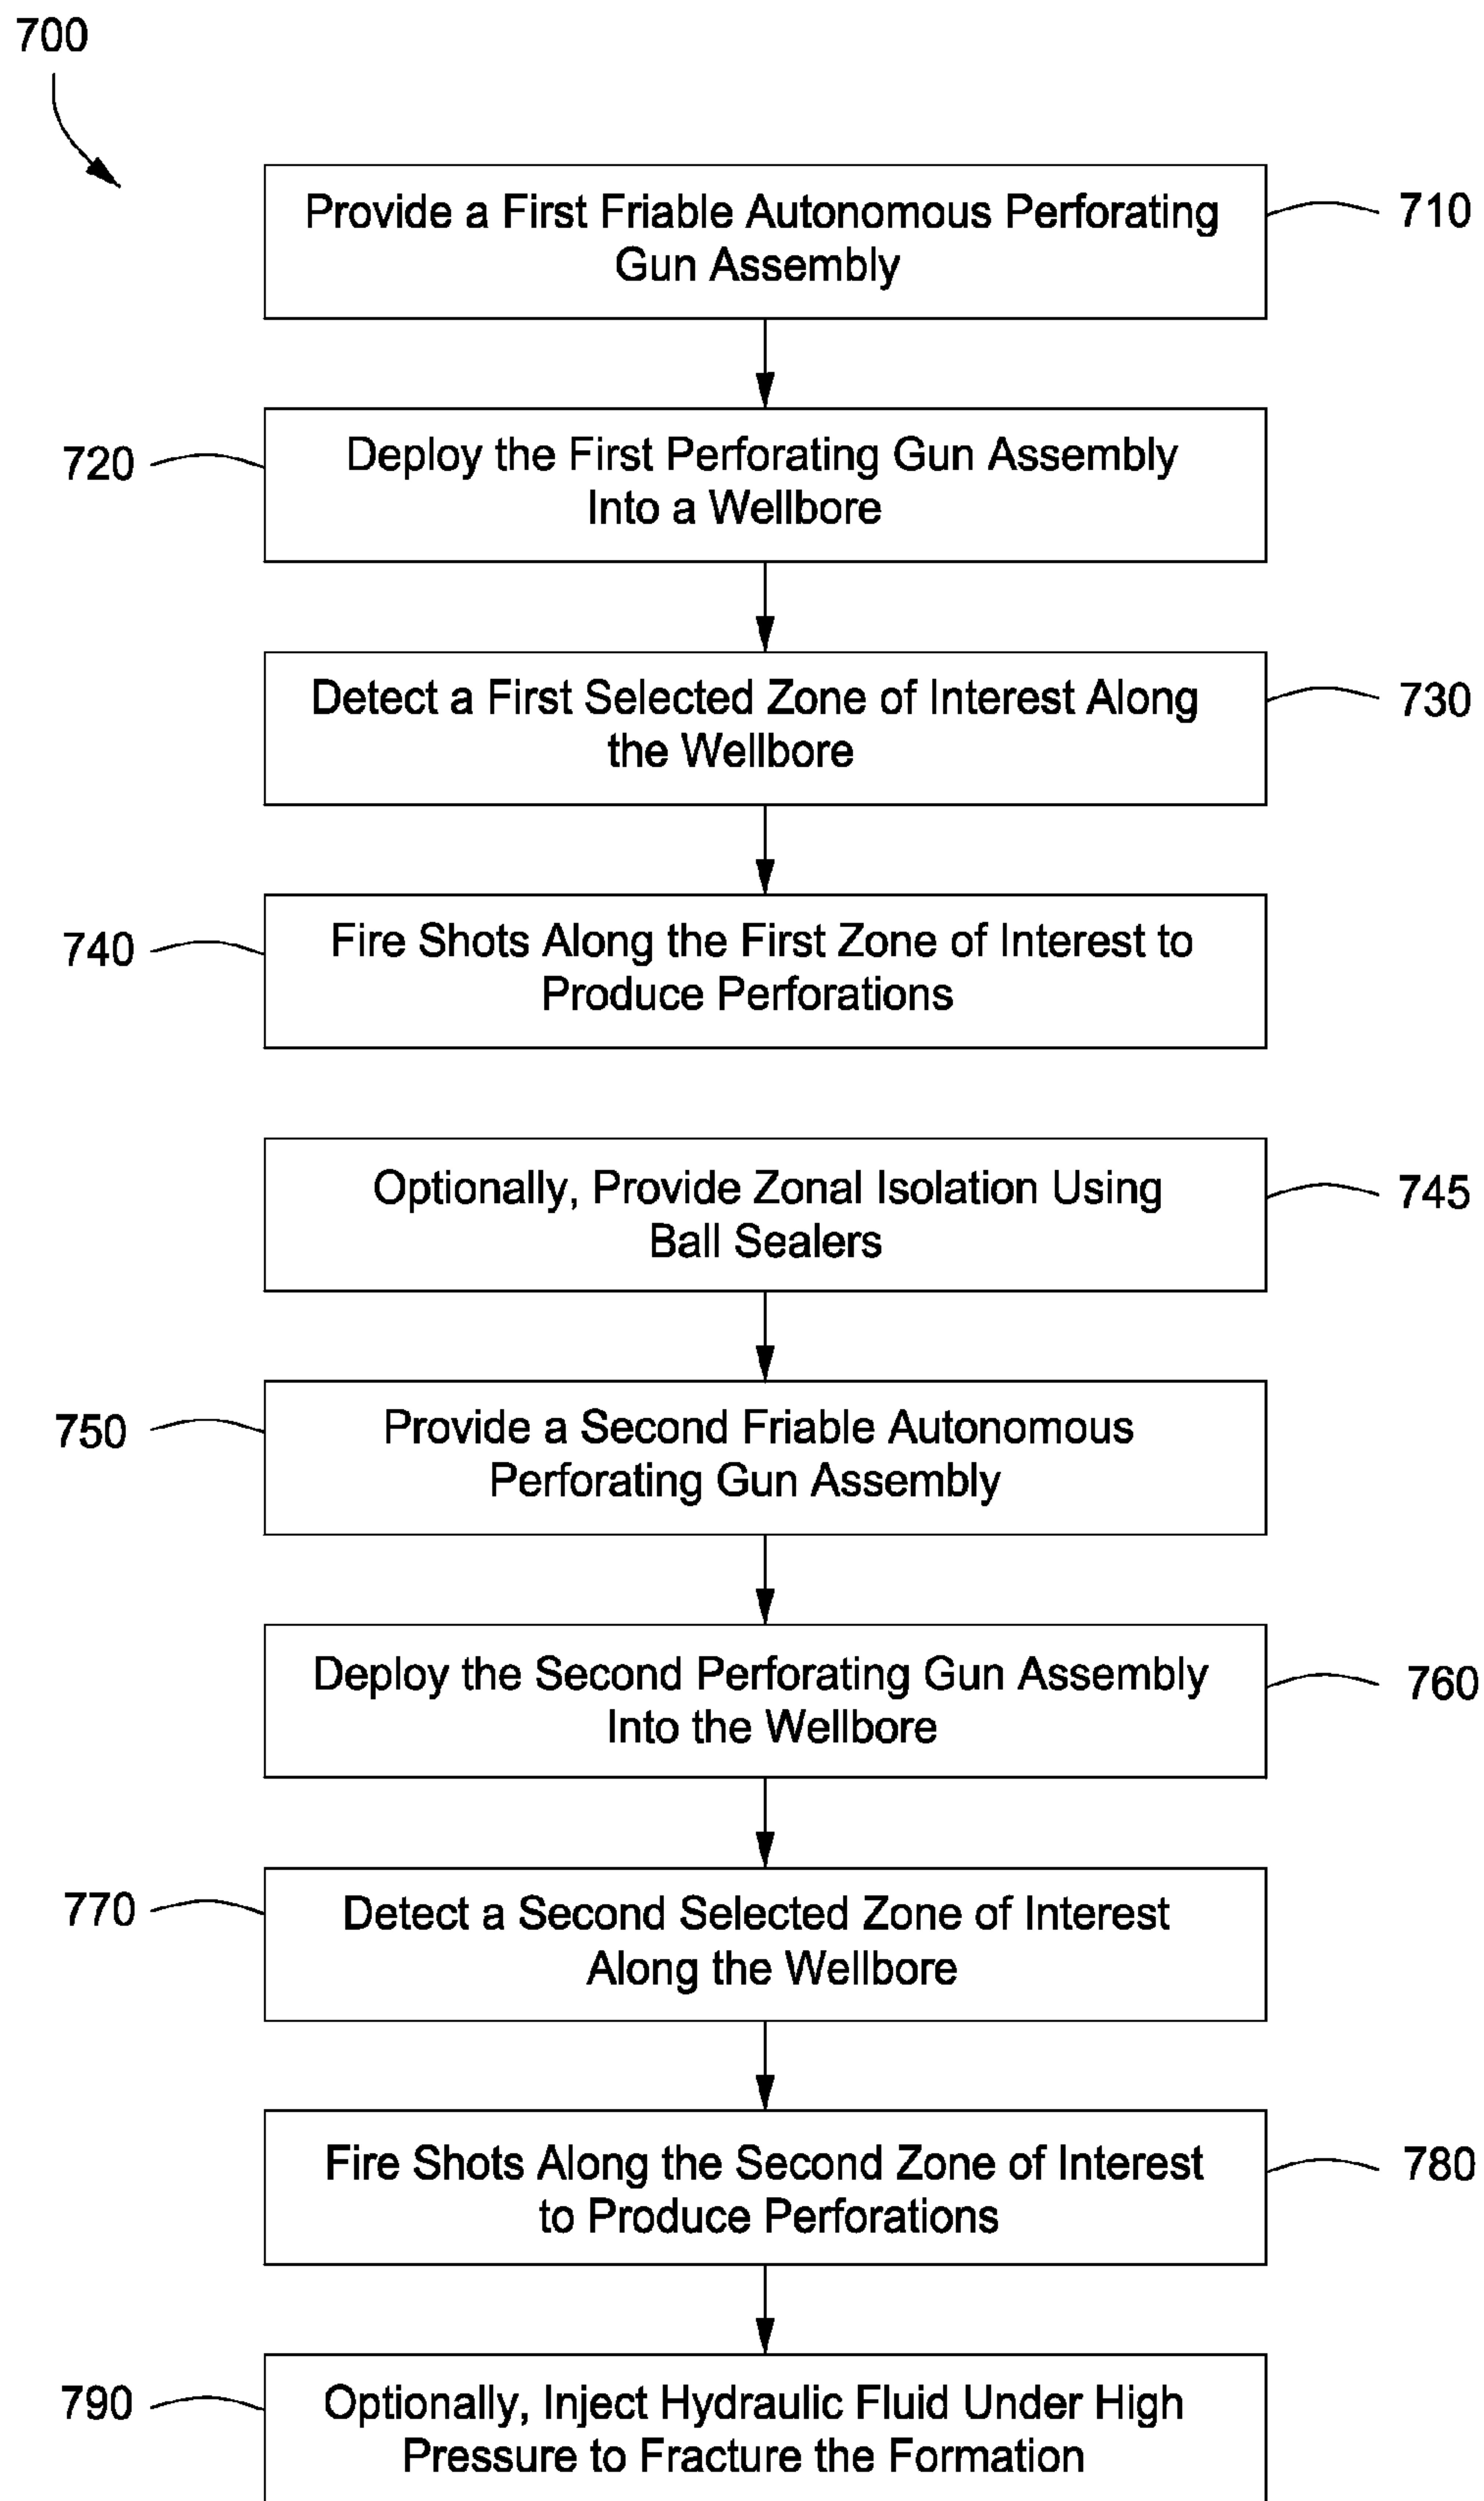 700
Provide a First Friable Autonomous Perforating
Gun Assembly
710
Deploy the First Perforating Gun Assembly
Into a Wellbore
720
Detect a First Selected Zone of Interest Along
the Wellbore
730
Fire Shots Along the First Zone of Interest to
Produce Perforations
740
Optionally, Provide Zonal Isolation Using
Ball Sealers
745
Provide a Second Friable Autonomous
Perforating Gun Assembly
750
Deploy the Second Perforating Gun Assembly
Into the Wellbore
760
Detect a Second Selected Zone of Interest
Along the Wellbore
770
Fire Shots Along the Second Zone of Interest
to Produce Perforations
780
Optionally, Inject Hydraulic Fluid Under High
Pressure to Fracture the Formation
790